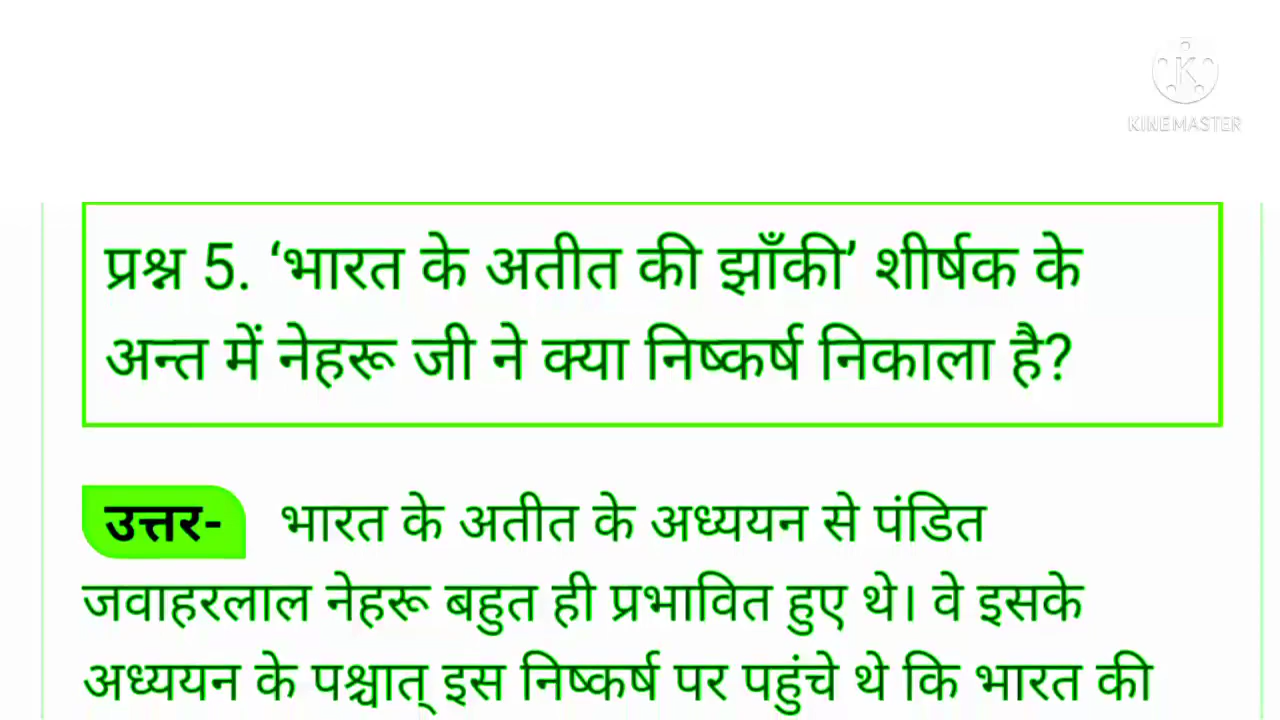 KINEMASTER
प्रश्न 5. ‘भारत के अतीत की झाँकी’ शीर्षक के
अन्त में नेहरू जी ने क्या निष्कर्ष निकाला है?
उत्तर- भारत के अतीत के अध्ययन से पंडित
जवाहरलाल नेहरू बहुत ही प्रभावित हुए थे। वे इसके
अध्ययन के पश्चात् इस निष्कर्ष पर पहुंचे थे कि भारत की